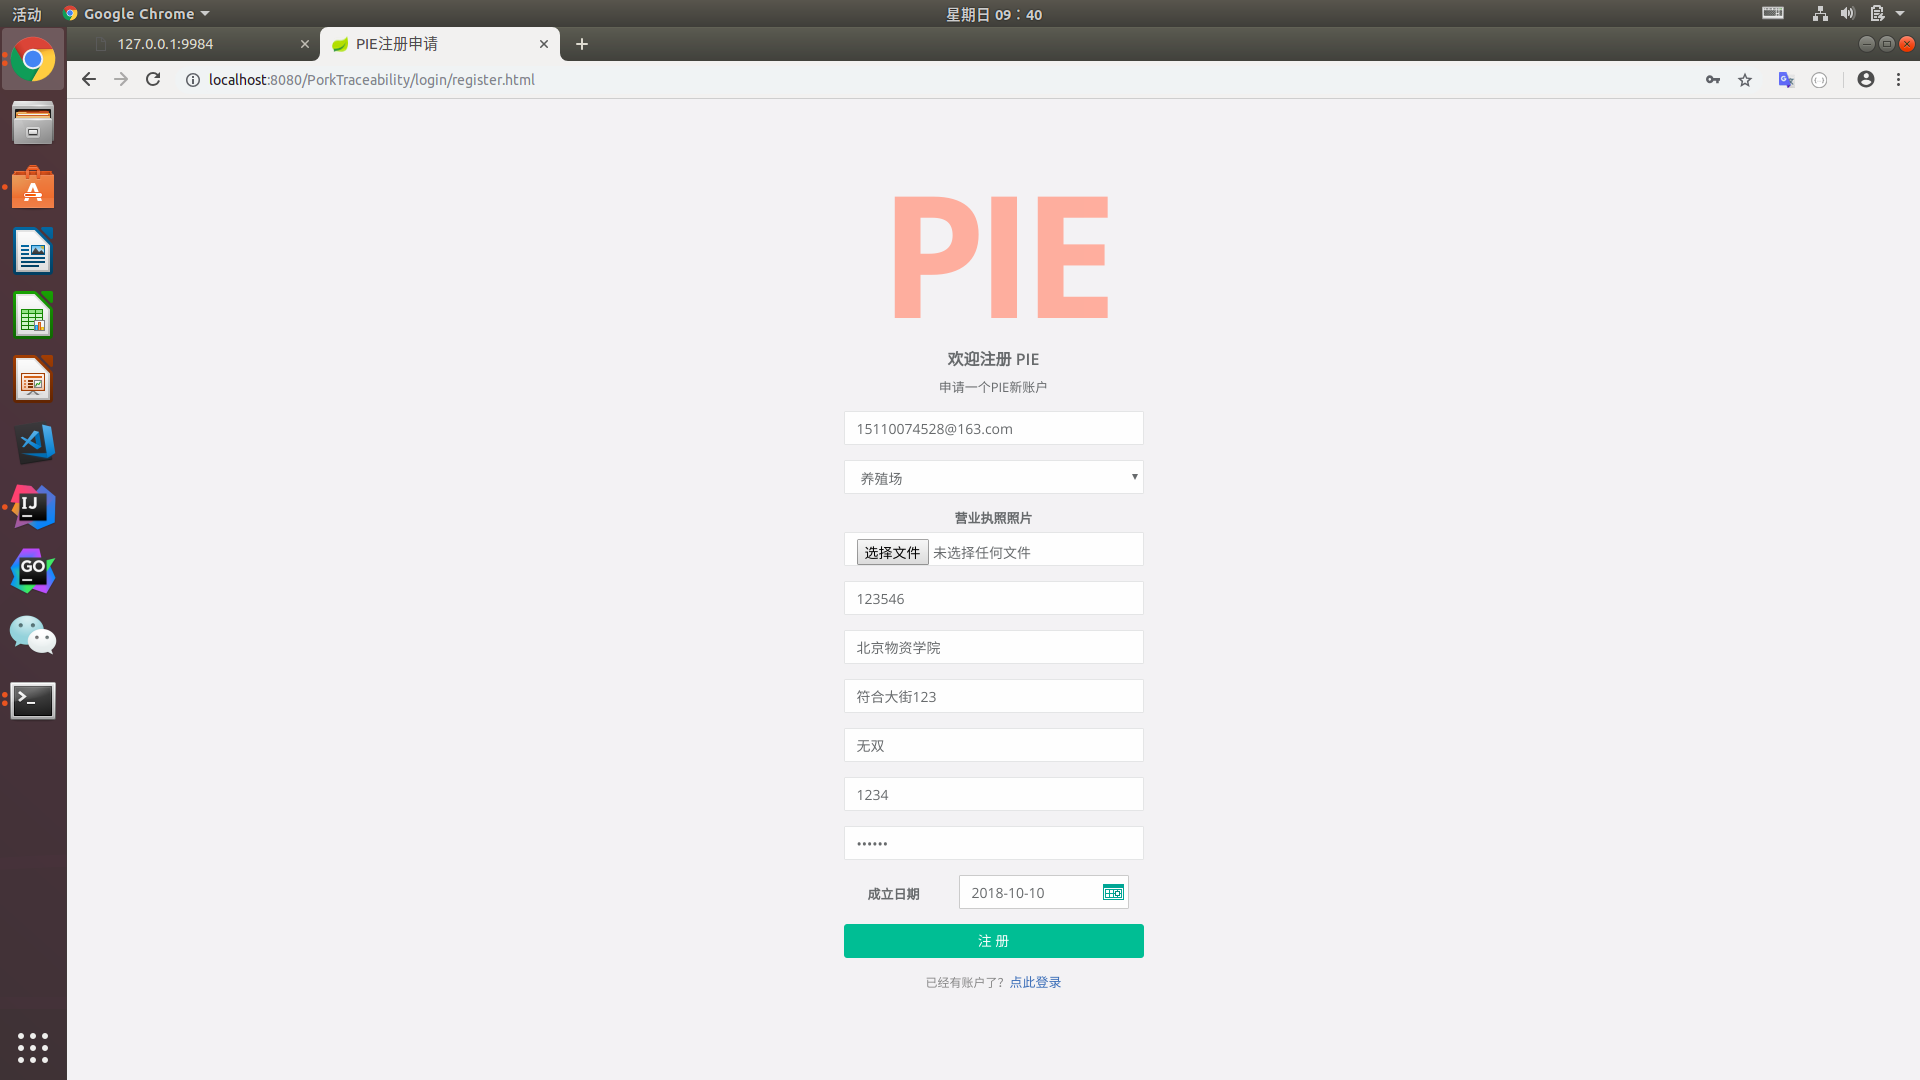 活动 Google Chrome 星期日 09：40
127.0.0.1:9984 PIE注册申请
localhost:8080/PorkTraceability/login/register.html
PIE
欢迎注册 PIE
申请一个PIE新账户
15110074528@163.com
养殖场
营业执照照片
选择文件 未选择任何文件
123546
北京物资学院
符合大街123
无双
1234
••••••
成立日期 2018-10-10
注 册
已经有账户了？点此登录
IJ
GO